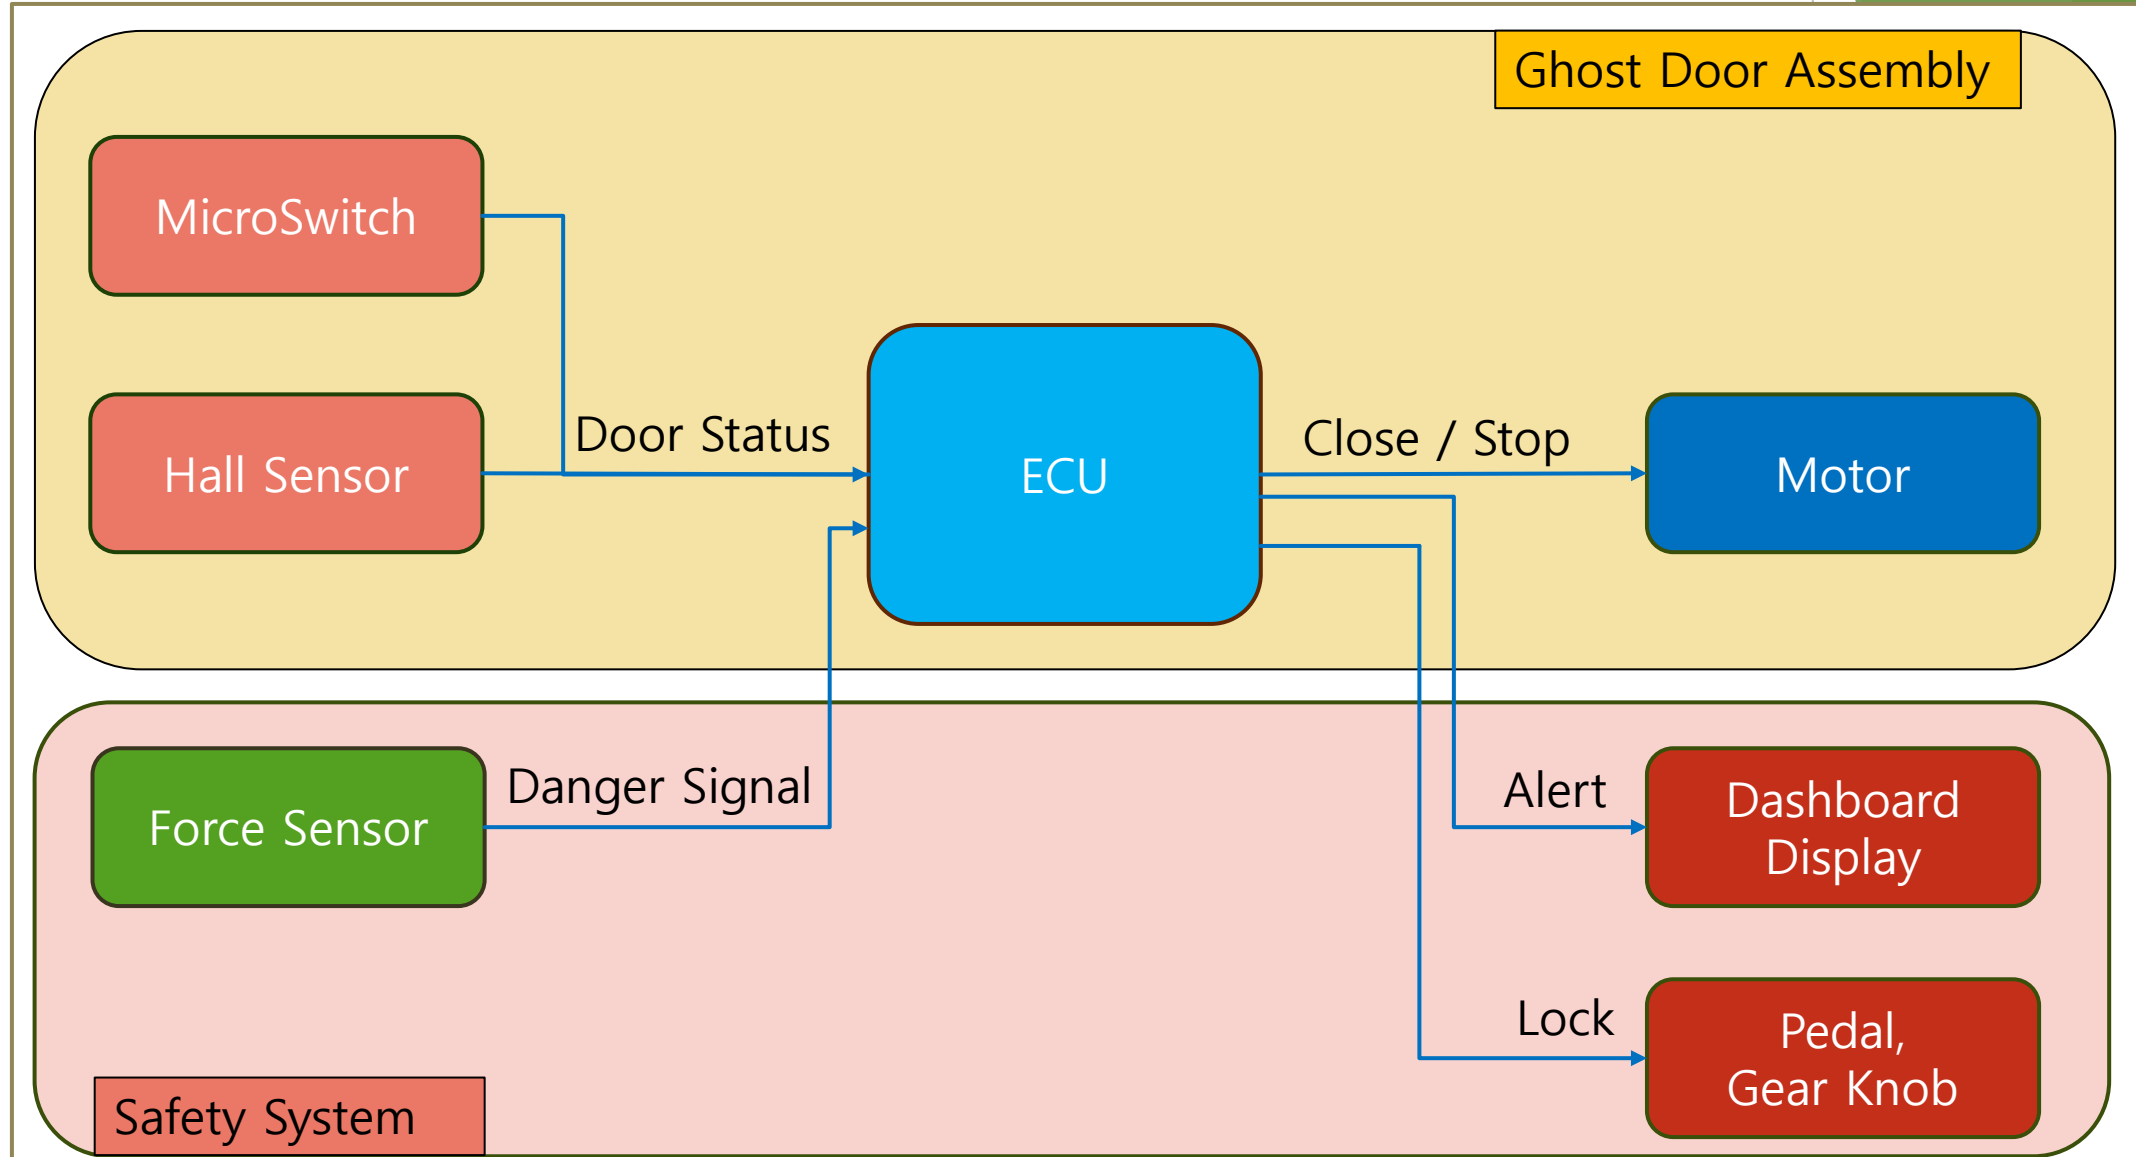 Ghost Door Assembly
MicroSwitch
Hall Sensor
Door Status
ECU
Close / Stop
Motor
Force Sensor
Danger Signal
Alert
Dashboard
Display
Lock
Pedal,
Gear Knob
Safety System